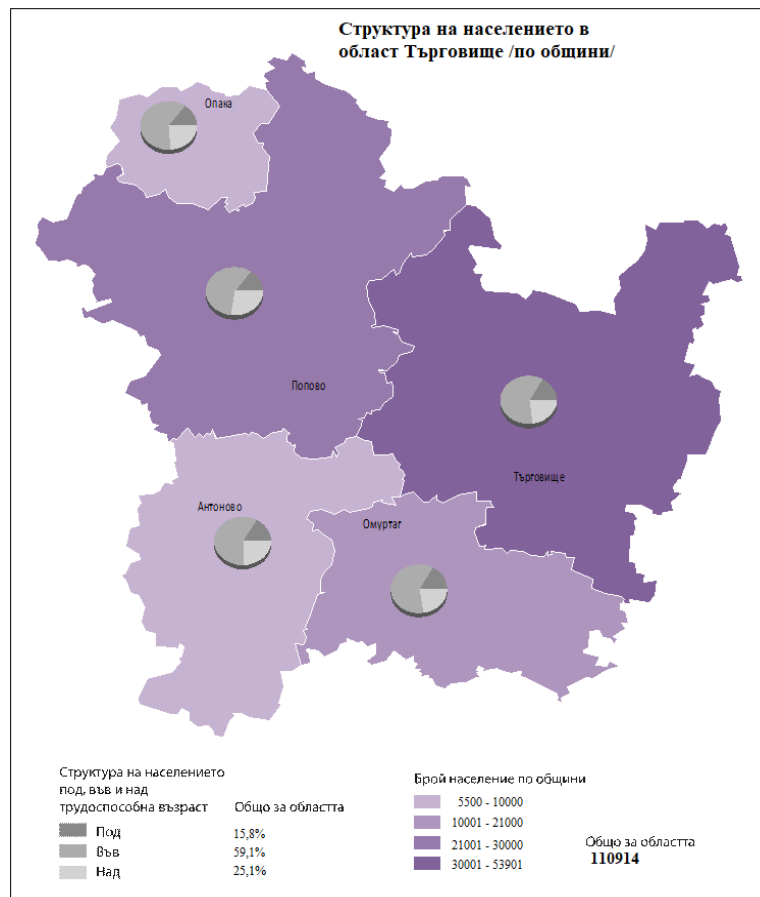 Структура на населението в
област Търговище /по общини/
Опака
Попово
Търговище
Антоново
Омуртаг
Структура на населението
под, във и над
трудоспособна възраст
Общо за областта
Под 15,8%
Във 59,1%
Над 25,1%
Брой население по общини
5500 - 10000
10001 - 21000
21001 - 30000
30001 - 53901
Общо за областта
110914